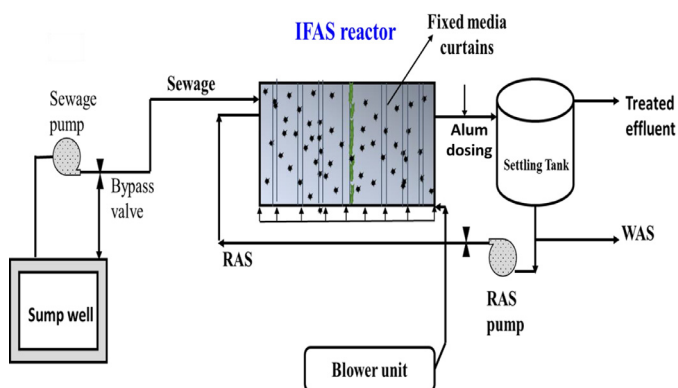 IFAS reactor
Fixed media
curtains
Sewage
Sewage
pump
Bypass
valve
Alum
dosing
Settling Tank
Treated
effluent
WAS
RAS
RAS
pump
Sump well
Blower unit